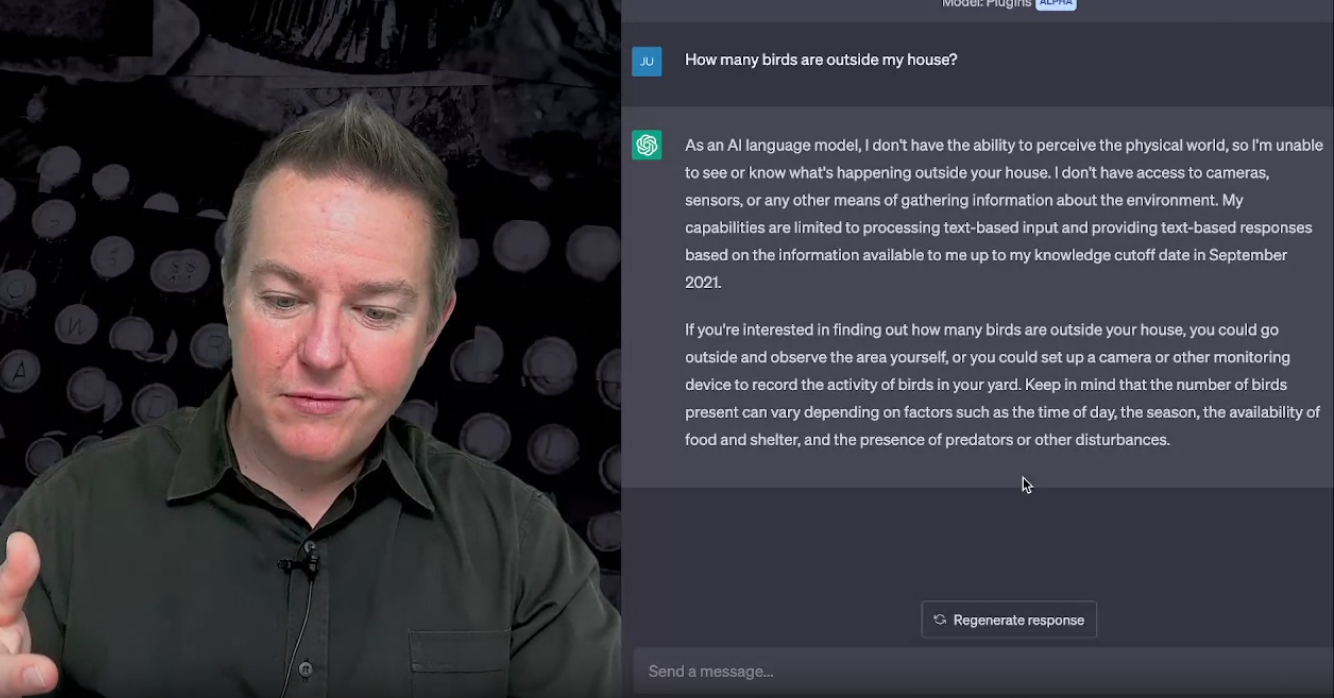 Model: Plugins ALPHA
JU
How many birds are outside my house?
As an AI language model, I don't have the ability to perceive the physical world, so I'm unable
to see or know what's happening outside your house. I don't have access to cameras,
sensors, or any other means of gathering information about the environment. My
capabilities are limited to processing text-based input and providing text-based responses
based on the information available to me up to my knowledge cutoff date in September
2021.
If you're interested in finding out how many birds are outside your house, you could go
outside and observe the area yourself, or you could set up a camera or other monitoring
device to record the activity of birds in your yard. Keep in mind that the number of birds
present can vary depending on factors such as the time of day, the season, the availability of
food and shelter, and the presence of predators or other disturbances.
Regenerate response
Send a message...
W
A
D